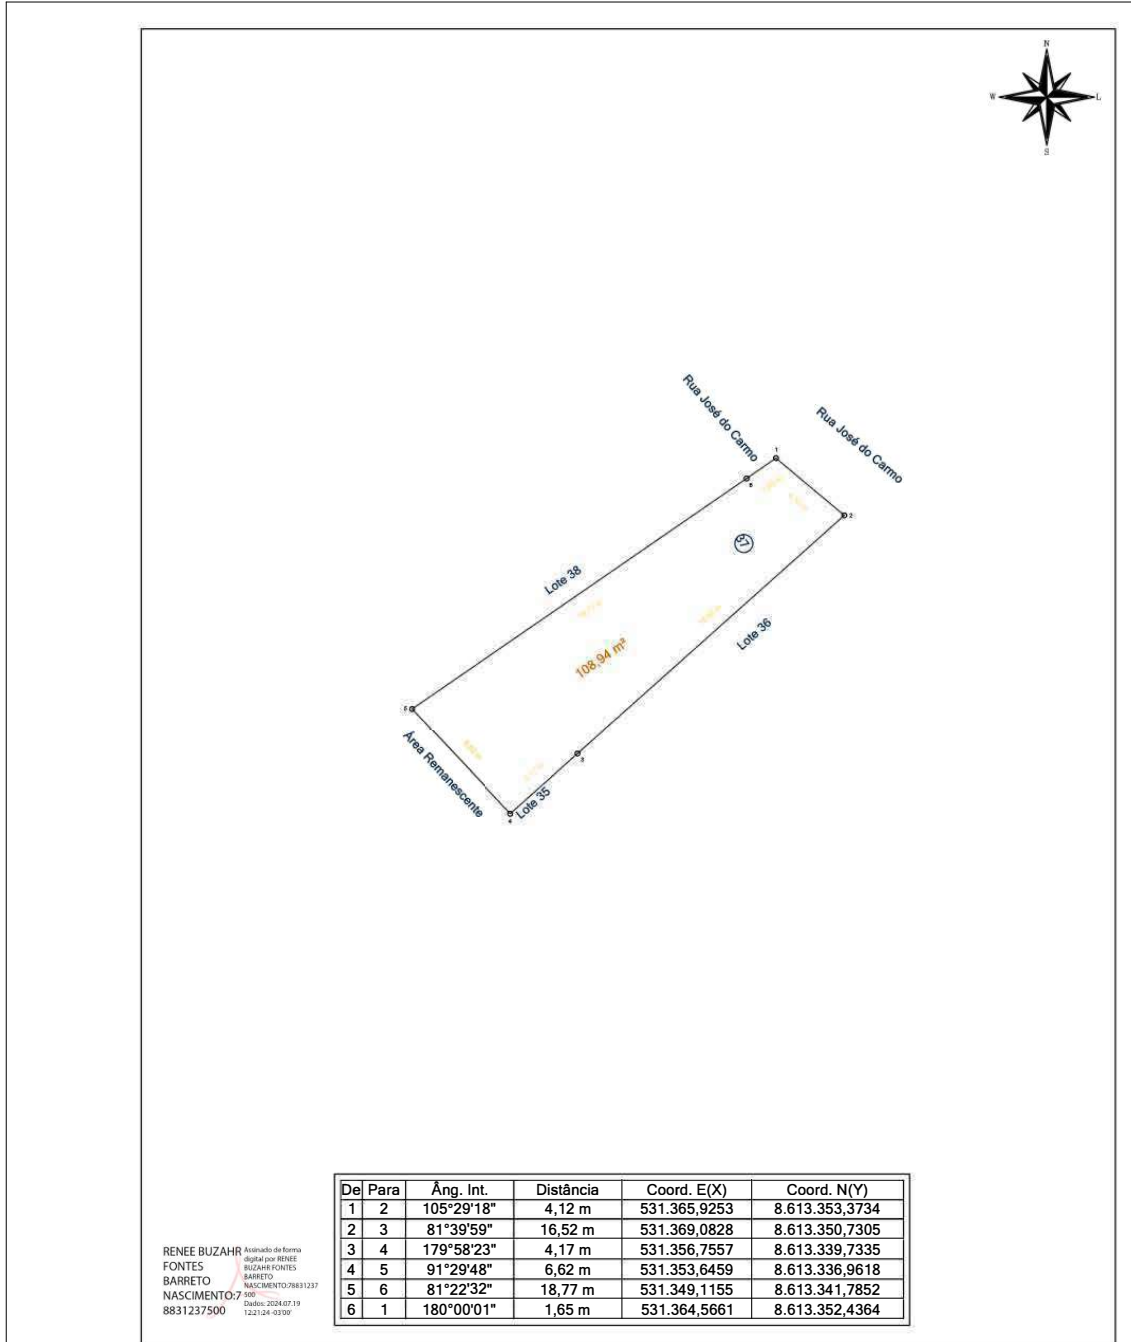 N
W
L
S
Rua José do Carmo
Rua José do Carmo
1
6
2
37
Lote 38
Lote 36
108,94 m²
5
3
Área Remanescente
6,62 m
Lote 35
4
De Para Âng. Int. Distância Coord. E(X) Coord. N(Y)
1 2 105°29'18" 4,12 m 531.365,9253 8.613.353,3734
2 3 81°39'59" 16,52 m 531.369,0828 8.613.350,7305
3 4 179°58'23" 4,17 m 531.356,7557 8.613.339,7335
4 5 91°29'48" 6,62 m 531.353,6459 8.613.336,9618
5 6 81°22'32" 18,77 m 531.349,1155 8.613.341,7852
6 1 180°00'01" 1,65 m 531.364,5661 8.613.352,4364
RENEE BUZAHR
FONTES
BARRETO
NASCIMENTO:7
8831237500
Assinado de forma
digital por RENEE
BUZAHR FONTES
BARRETO
NASCIMENTO:78831237
500
Dados: 2024.07.19
12:21:24 -03'00'